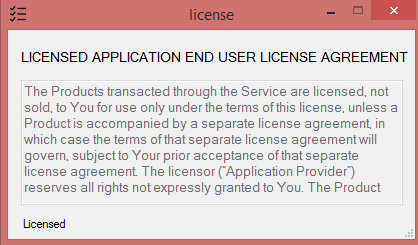 license
LICENSED APPLICATION END USER LICENSE AGREEMENT
The Products transacted through the Service are licensed, not
sold, to You for use only under the terms of this license, unless a
Product is accompanied by a separate license agreement, in
which case the terms of that separate license agreement will
govern, subject to Your prior acceptance of that separate
license agreement. The licensor (“Application Provider”)
reserves all rights not expressly granted to You. The Product
Licensed